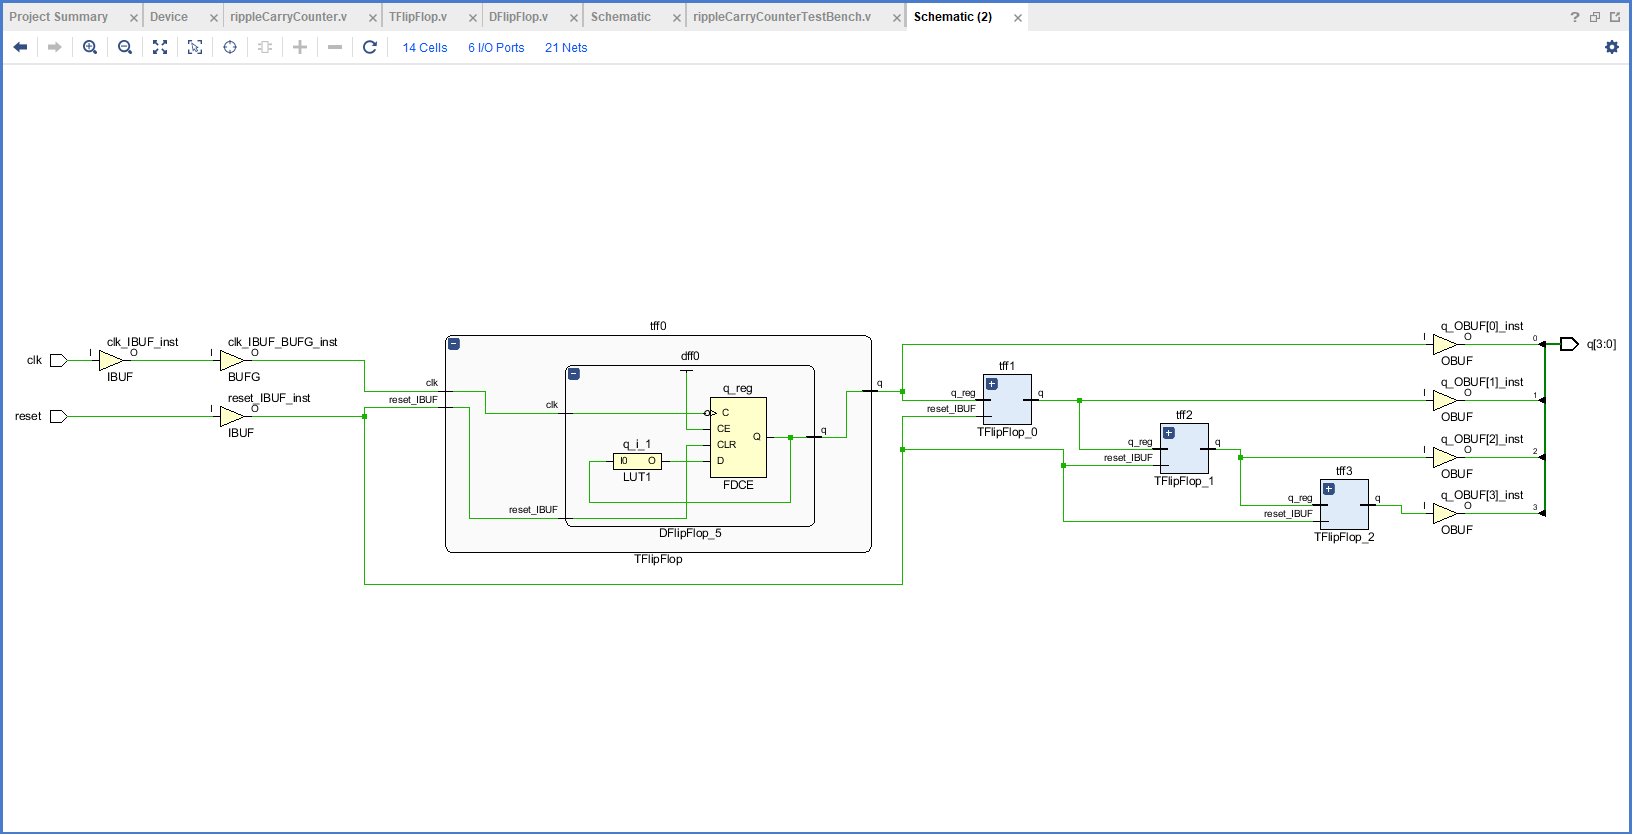 Project Summary × Device × rippleCarryCounter.v × TFlipFlop.v × DFlipFlop.v × Schematic × rippleCarryCounterTestBench.v × Schematic (2) × ?
14 Cells 6 I/O Ports 21 Nets
tff0
clk
clk_IBUF_inst
I O
IBUF
clk_IBUF_BUFG_inst
I O
BUFG
reset
reset_IBUF_inst
I O
IBUF
clk
reset_IBUF
dff0
clk
reset_IBUF
q_reg
C
CE
CLR
D
Q
FDCE
q_i_1
I0 O
LUT1
q
DFlipFlop_5
q
TFlipFlop
tff1
q_reg
reset_IBUF
q
TFlipFlop_0
tff2
q_reg
reset_IBUF
q
TFlipFlop_1
tff3
q_reg
reset_IBUF
q
TFlipFlop_2
q_OBUF[0]_inst
I O
OBUF
0
q[3:0]
q_OBUF[1]_inst
I O
OBUF
1
q_OBUF[2]_inst
I O
OBUF
2
q_OBUF[3]_inst
I O
OBUF
3